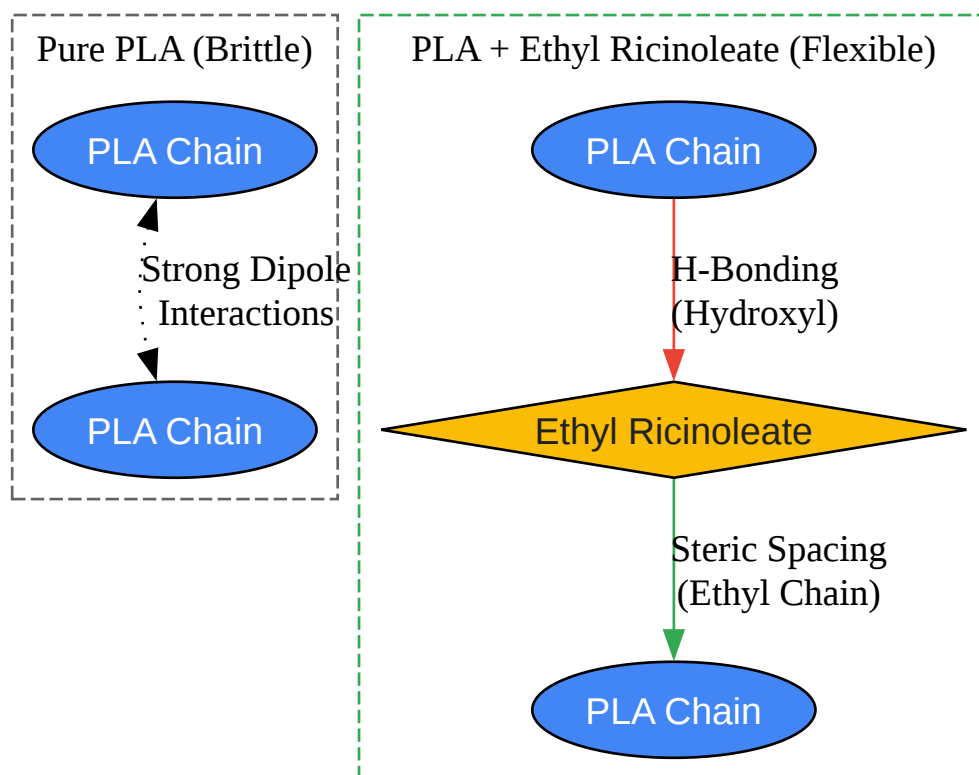 Pure PLA (Brittle)
PLA Chain
Strong Dipole
Interactions
PLA Chain
PLA + Ethyl Ricinoleate (Flexible)
PLA Chain
H-Bonding
(Hydroxyl)
Ethyl Ricinoleate
Steric Spacing
(Ethyl Chain)
PLA Chain